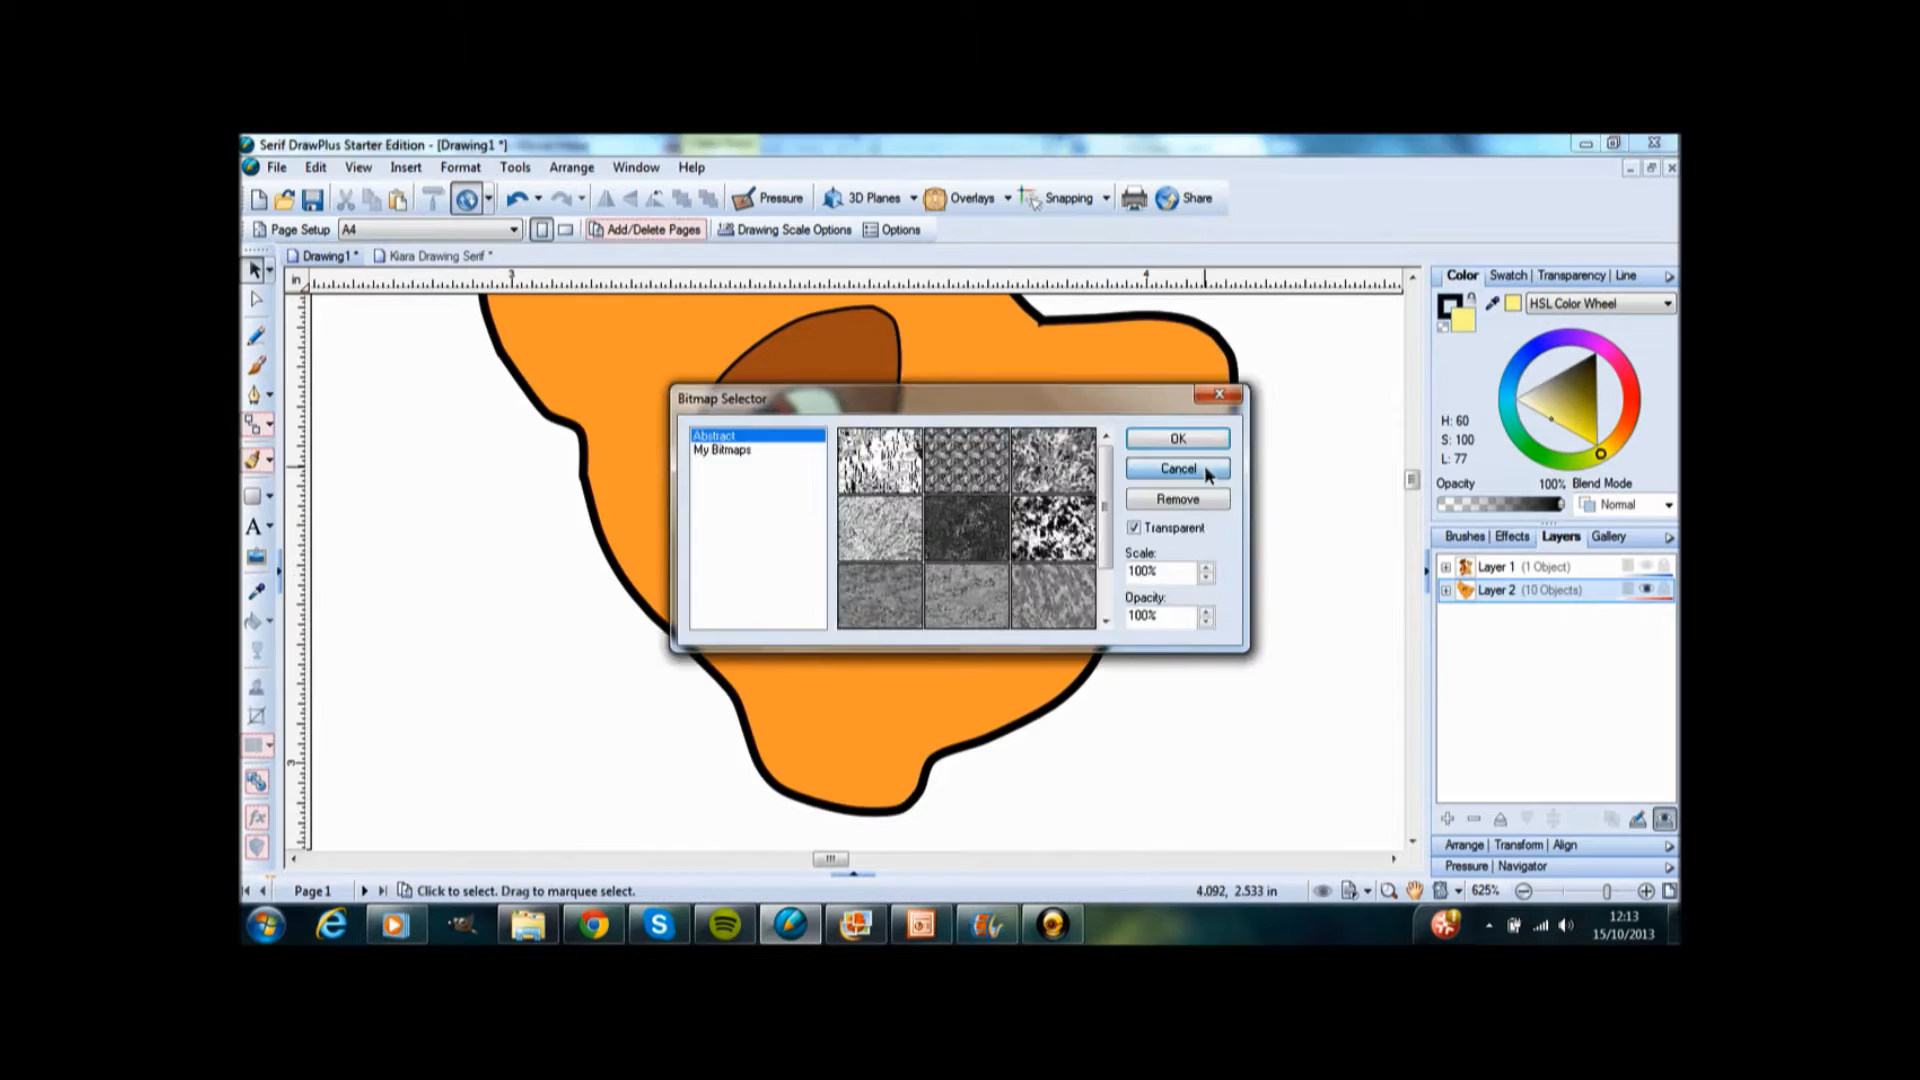 Serif DrawPlus Starter Edition - [Drawing1 *]
File Edit View Insert Format Tools Arrange Window Help
Pressure 3D Planes Overlays Snapping Share
Page Setup A4 Add/Delete Pages Drawing Scale Options Options
Drawing1 * Kiara Drawing Serif *
in 3 4
Color Swatch Transparency Line
HSL Color Wheel
H: 60
S: 100
L: 77
Opacity 100% Blend Mode
Normal
Brushes Effects Layers Gallery
Layer 1 (1 Object)
Layer 2 (10 Objects)
Bitmap Selector
Abstract
My Bitmaps
OK
Cancel
Remove
Transparent
Scale:
100%
Opacity:
100%
3
Arrange Transform Align
Pressure Navigator
Page 1 Click to select. Drag to marquee select. 4.092, 2.533 in 625%
12:13
15/10/2013